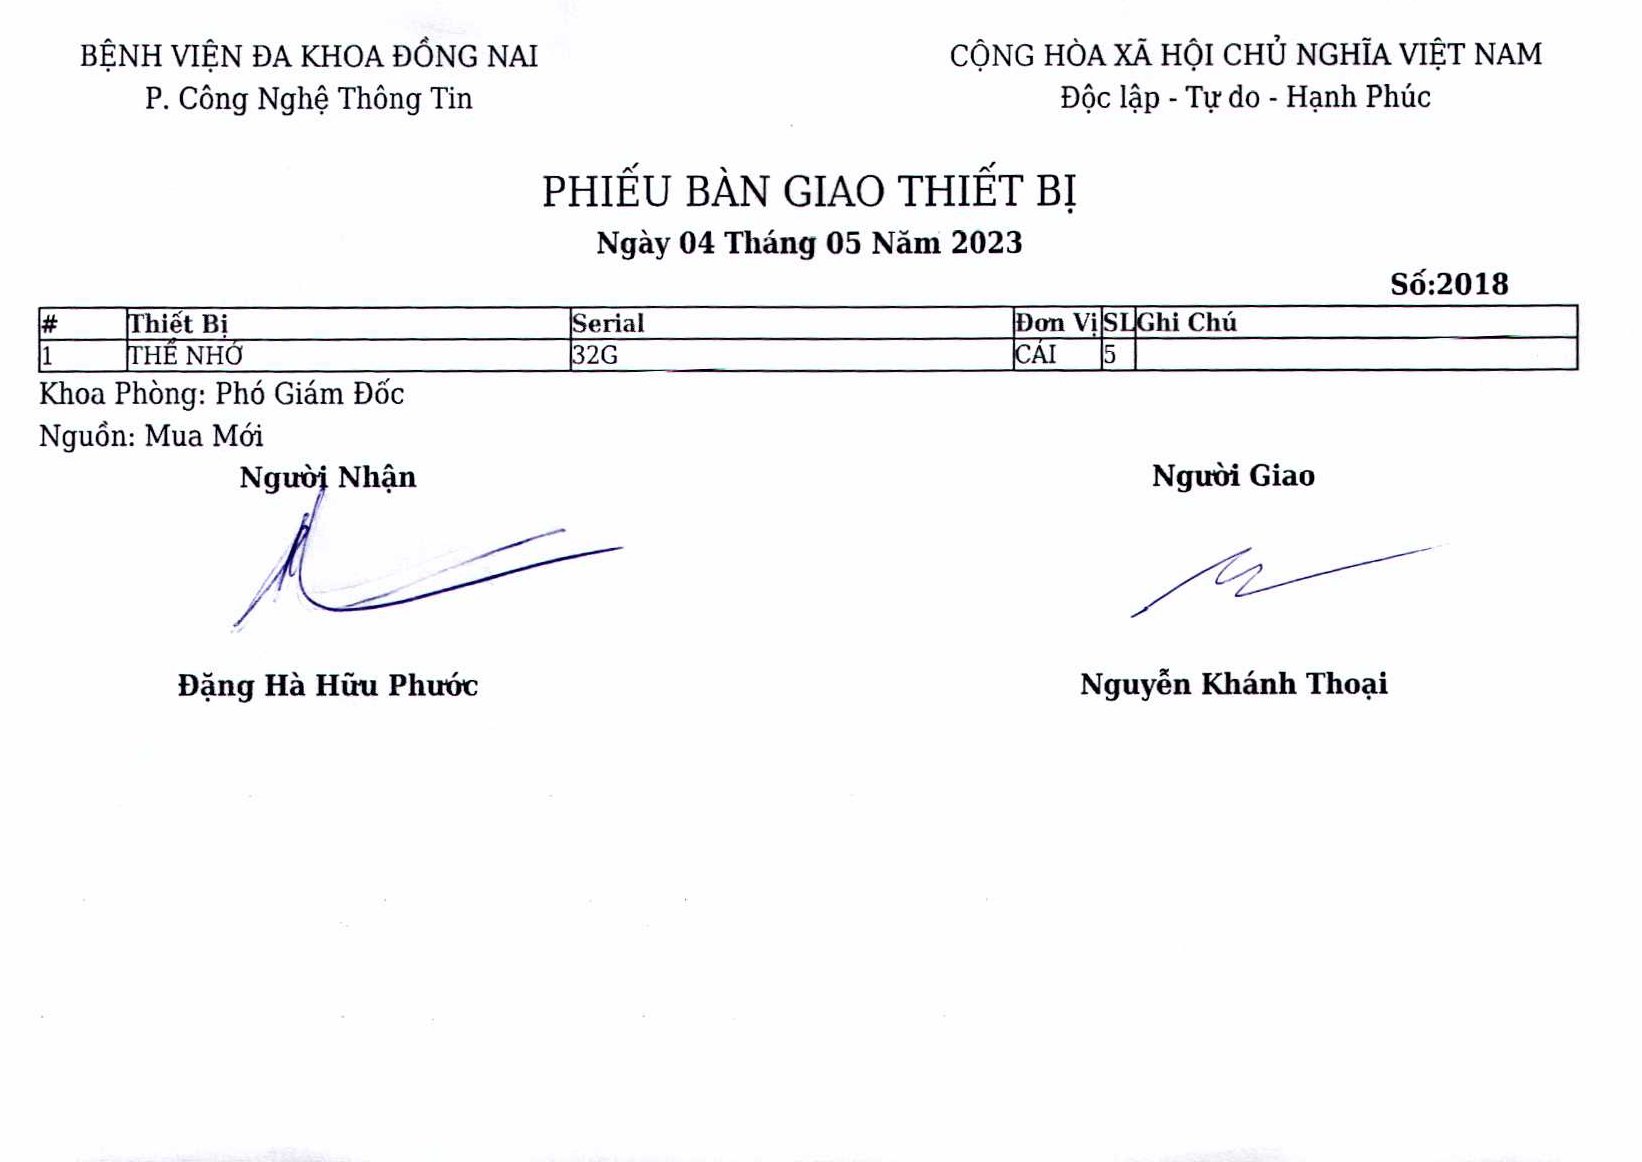 BỆNH VIỆN ĐA KHOA ĐỒNG NAI
P. Công Nghệ Thông Tin
CỘNG HÒA XÃ HỘI CHỦ NGHĨA VIỆT NAM
Độc lập - Tự do - Hạnh Phúc
PHIẾU BÀN GIAO THIẾT BỊ
Ngày 04 Tháng 05 Năm 2023
Số:2018
# Thiết Bị Serial Đơn Vị SL Ghi Chú
1 THẺ NHỚ 32G CÁI 5
Khoa Phòng: Phó Giám Đốc
Nguồn: Mua Mới
Người Nhận Người Giao
Đặng Hà Hữu Phước Nguyễn Khánh Thoại